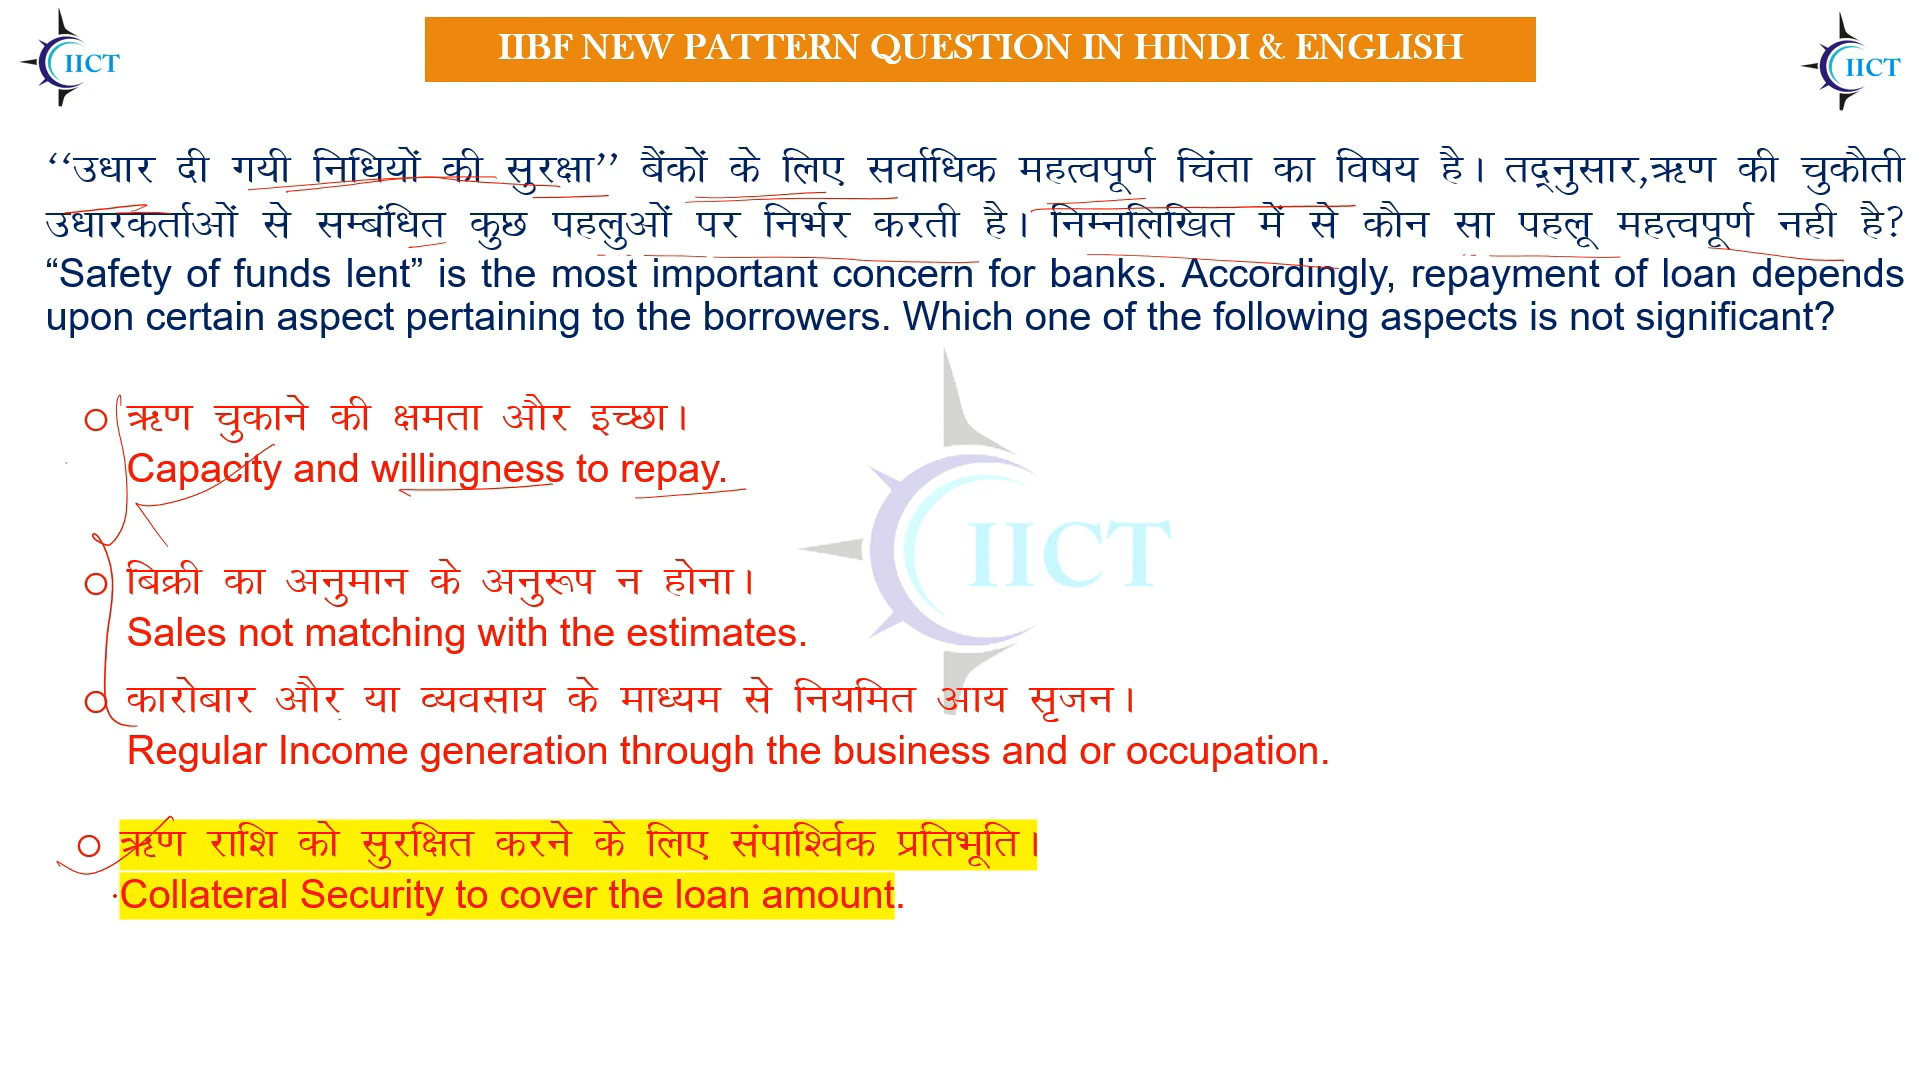 IICT
IIBF NEW PATTERN QUESTION IN HINDI & ENGLISH
IICT
‘‘उधार दी गयी निधियों की सुरक्षा’’ बैंकों के लिए सर्वाधिक महत्वपूर्ण चिंता का विषय है। तद्नुसार,ऋण की चुकौती
उधारकर्ताओं से सम्बंधित कुछ पहलुओं पर निर्भर करती है। निम्नलिखित में से कौन सा पहलू महत्वपूर्ण नही है?
“Safety of funds lent” is the most important concern for banks. Accordingly, repayment of loan depends
upon certain aspect pertaining to the borrowers. Which one of the following aspects is not significant?
ऋण चुकाने की क्षमता और इच्छा।
Capacity and willingness to repay.
IICT
बिक्री का अनुमान के अनुरूप न होना।
Sales not matching with the estimates.
कारोबार और या व्यवसाय के माध्यम से नियमित आय सृजन।
Regular Income generation through the business and or occupation.
ऋण राशि को सुरक्षित करने के लिए संपार्श्विक प्रतिभूति।
Collateral Security to cover the loan amount.